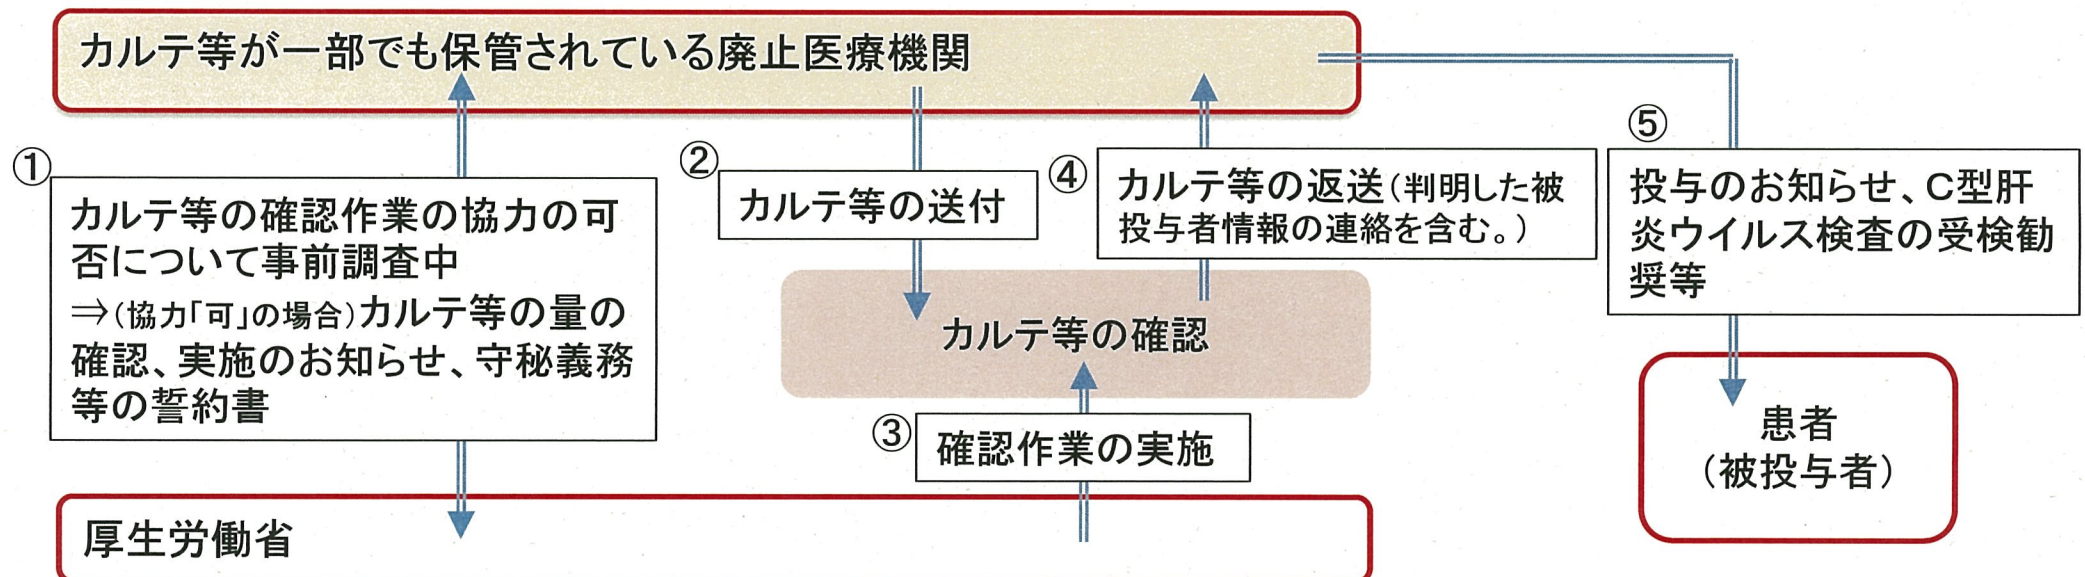 カルテ等が一部でも保管されている廃止医療機関
①
カルテ等の確認作業の協力の可
否について事前調査中
⇒(協力「可」の場合)カルテ等の量の
確認、実施のお知らせ、守秘義務
等の誓約書
②
カルテ等の送付
④
カルテ等の返送(判明した被
投与者情報の連絡を含む。)
⑤
投与のお知らせ、C型肝
炎ウイルス検査の受検勧
奨等
カルテ等の確認
③
確認作業の実施
患者
(被投与者)
厚生労働省